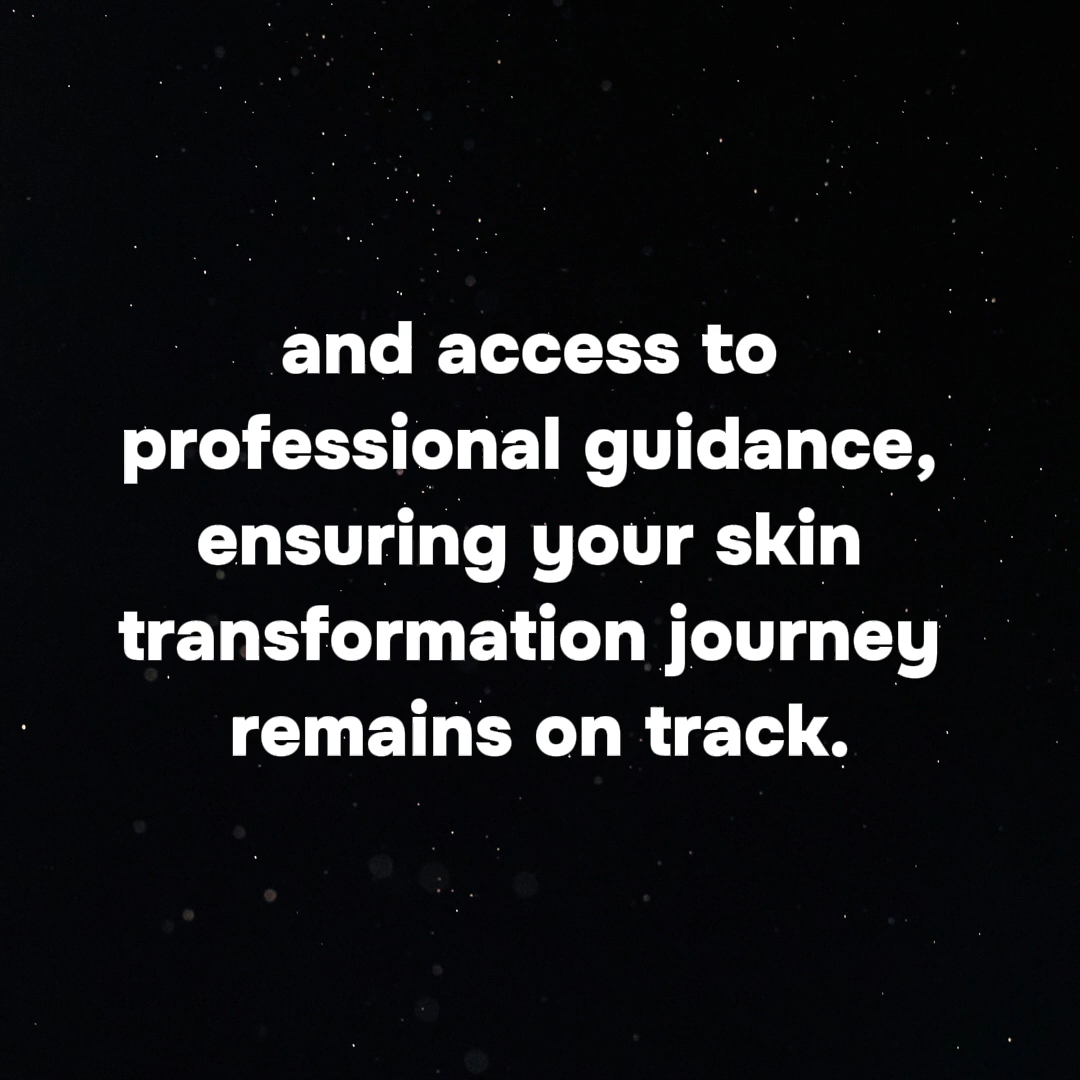 and access to
professional guidance,
ensuring your skin
transformation journey
remains on track.